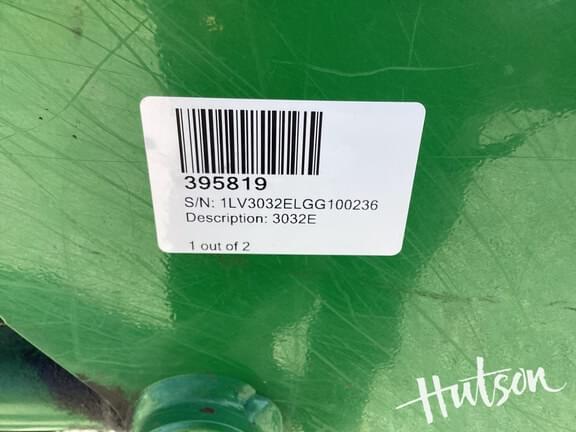 395819
S/N: 1LV3032ELGG100236
Description: 3032E
1 out of 2
Hutson